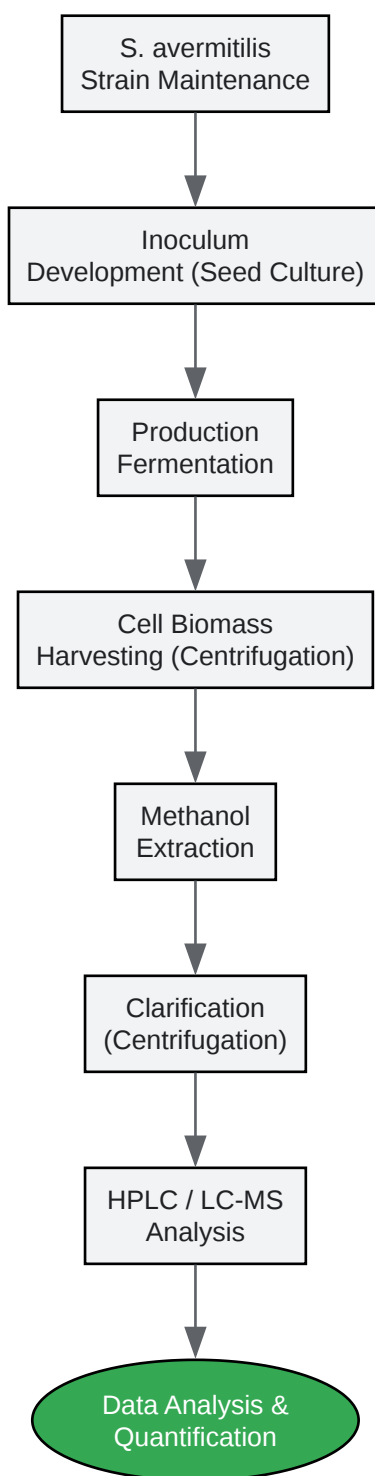 S. avermitilis
Strain Maintenance
Inoculum
Development (Seed Culture)
Production
Fermentation
Cell Biomass
Harvesting (Centrifugation)
Methanol
Extraction
Clarification
(Centrifugation)
HPLC / LC-MS
Analysis
Data Analysis &
Quantification